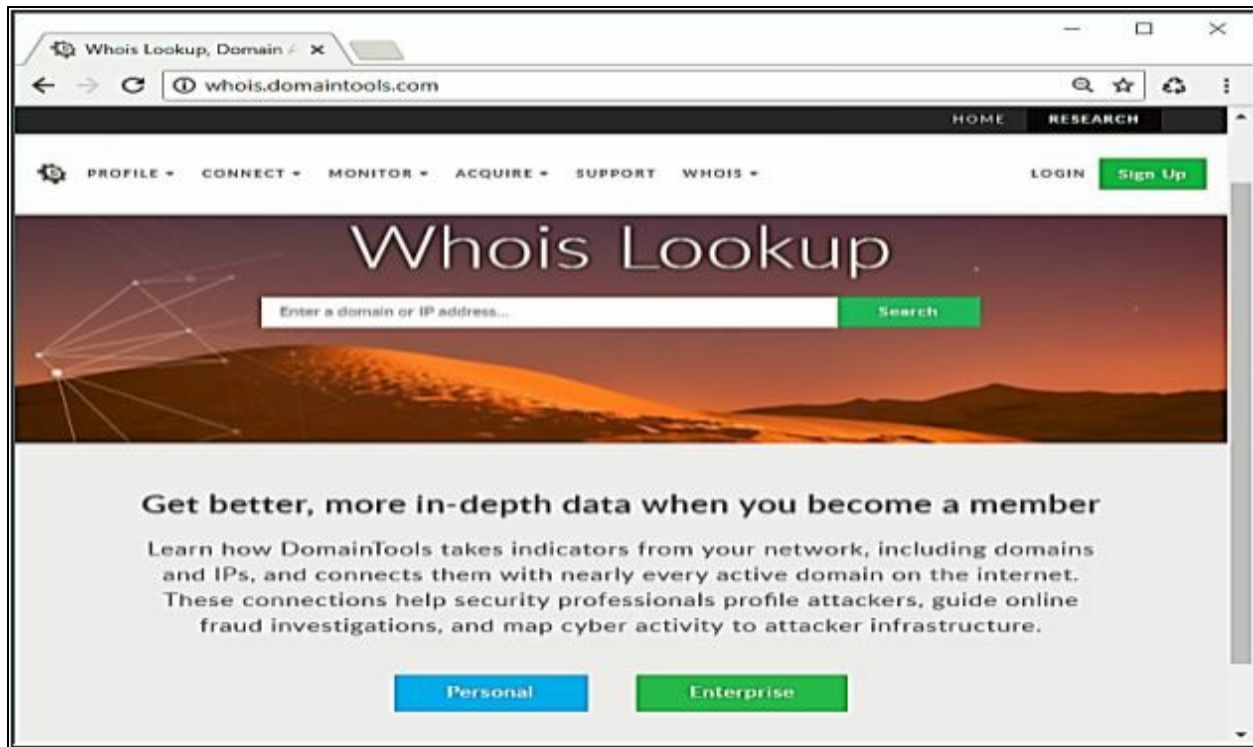 Whois Lookup, Domain A
whois.domaintools.com
HOME RESEARCH
PROFILE CONNECT MONITOR ACQUIRE SUPPORT WHOIS LOGIN Sign Up
Whois Lookup
Enter a domain or IP address... Search
Get better, more in-depth data when you become a member
Learn how DomainTools takes indicators from your network, including domains
and IPs, and connects them with nearly every active domain on the internet.
These connections help security professionals profile attackers, guide online
fraud investigations, and map cyber activity to attacker infrastructure.
Personal Enterprise